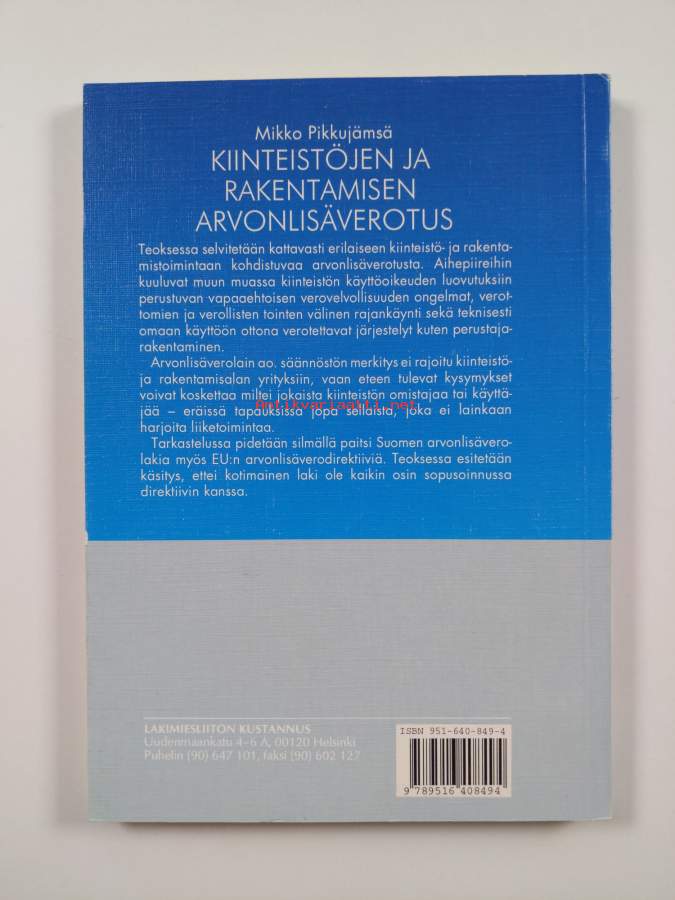 Mikko Pikkujämsä
KIINTEISTÖJEN JA
RAKENTAMISEN
ARVONLISÄVEROTUS
Teoksessa selvitetään kattavasti erilaiseen kiinteistö- ja rakenta-
mistoimintaan kohdistuvaa arvonlisäverotusta. Aihepiireihin
kuuluvat muun muassa kiinteistön käyttöoikeuden luovutuksiin
perustuvan vapaaehtoisen verovelvollisuuden ongelmat, verot-
tomien ja verollisten tointen välinen rajankäynti sekä teknisesti
omaan käyttöön ottona verotettavat järjestelyt kuten perustaja-
rakentaminen.
Arvonlisäverolain ao. säännöstön merkitys ei rajoitu kiinteistö-
ja rakentamisalan yrityksiin, vaan eteen tulevat kysymykset
voivat koskettaa miltei jokaista kiinteistön omistajaa tai käyttä-
Antikvariaatti.net
jää – eräissä tapauksissa jopa sellaista, joka ei lainkaan
harjoita liiketoimintaa.
Tarkastelussa pidetään silmällä paitsi Suomen arvonlisävero-
lakia myös EU:n arvonlisäverodirektiiviä. Teoksessa esitetään
käsitys, ettei kotimainen laki ole kaikin osin sopusoinnussa
direktiivin kanssa.
LAKIMIESLIITON KUSTANNUS
Uudenmaankatu 4–6 A, 00120 Helsinki
Puhelin (90) 647 101, faksi (90) 602 127
ISBN 951-640-849-4
9 789516 408494